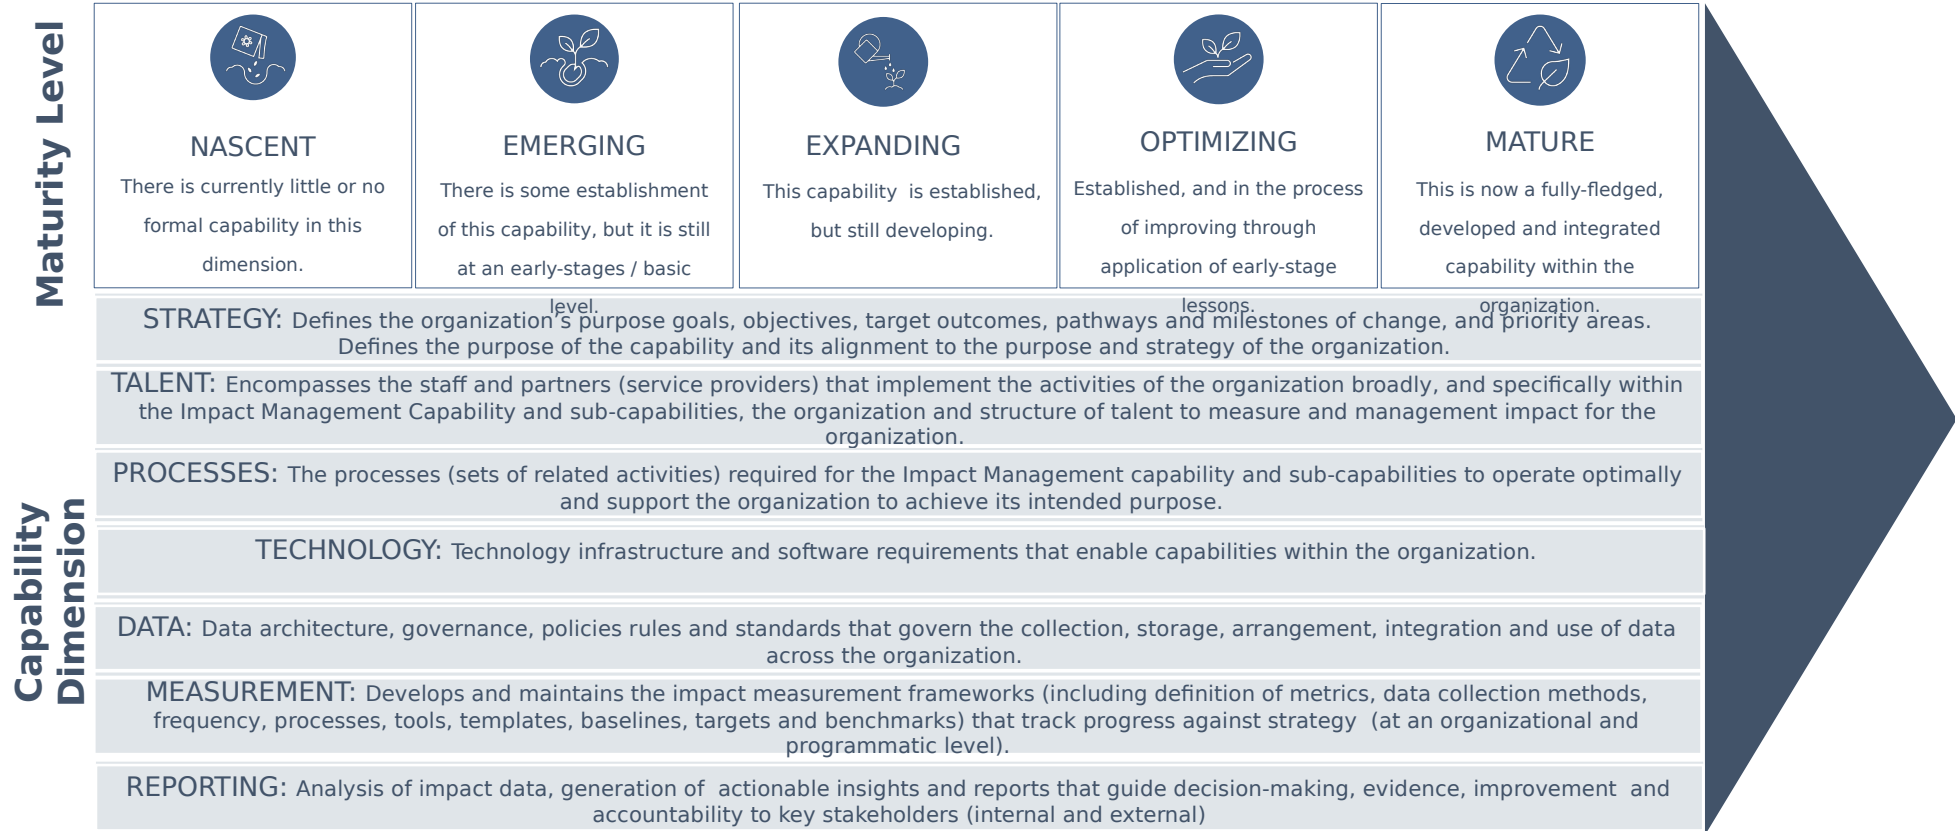 Maturity Level
NASCENT
There is currently little or no
formal capability in this
dimension.
EMERGING
There is some establishment
of this capability, but it is still
at an early-stages / basic
level.
EXPANDING
This capability  is established,
but still developing.
OPTIMIZING
Established, and in the process
of improving through
application of early-stage
lessons.
MATURE
This is now a fully-fledged,
developed and integrated
capability within the
organization.
Capability
Dimension
STRATEGY: Defines the organization’s purpose goals, objectives, target outcomes, pathways and milestones of change, and priority areas.
Defines the purpose of the capability and its alignment to the purpose and strategy of the organization.
TALENT: Encompasses the staff and partners (service providers) that implement the activities of the organization broadly, and specifically within
the Impact Management Capability and sub-capabilities, the organization and structure of talent to measure and management impact for the
organization.
PROCESSES: The processes (sets of related activities) required for the Impact Management capability and sub-capabilities to operate optimally
and support the organization to achieve its intended purpose.
TECHNOLOGY: Technology infrastructure and software requirements that enable capabilities within the organization.
DATA: Data architecture, governance, policies rules and standards that govern the collection, storage, arrangement, integration and use of data
across the organization.
MEASUREMENT: Develops and maintains the impact measurement frameworks (including definition of metrics, data collection methods,
frequency, processes, tools, templates, baselines, targets and benchmarks) that track progress against strategy  (at an organizational and
programmatic level).
REPORTING: Analysis of impact data, generation of  actionable insights and reports that guide decision-making, evidence, improvement  and
accountability to key stakeholders (internal and external)